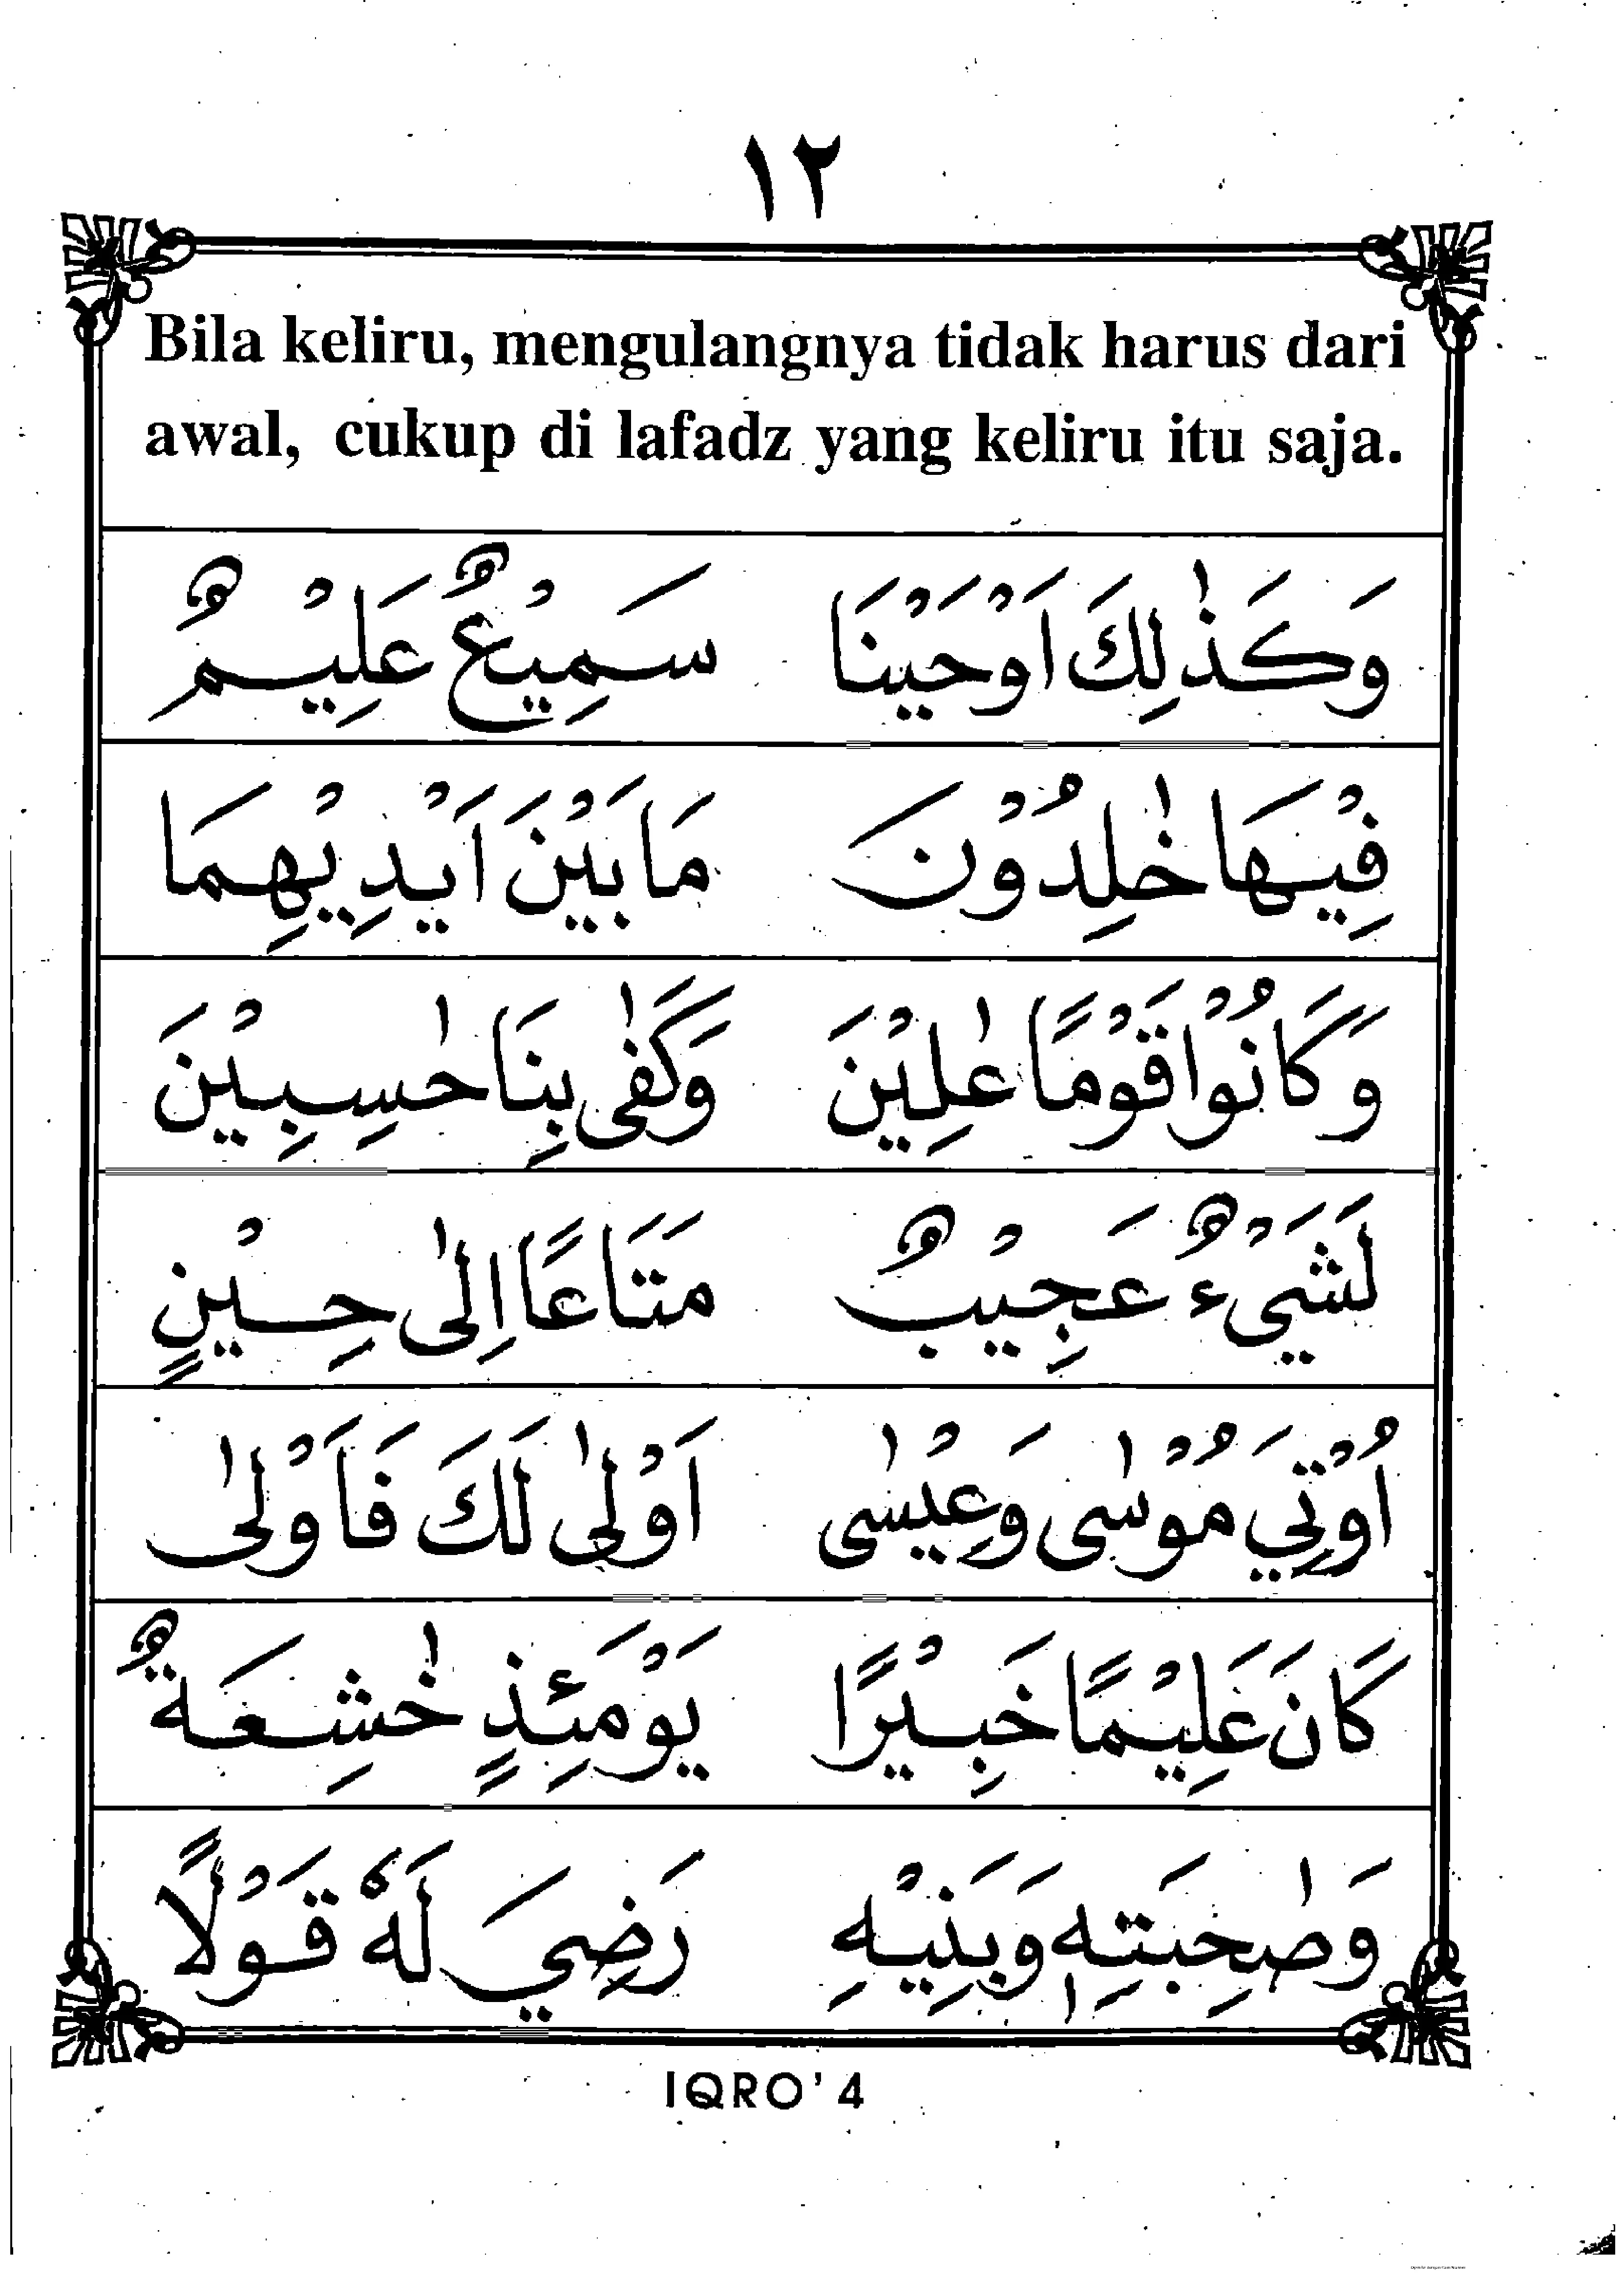 ١٢
Bila keliru, mengulangnya tidak harus dari
awal, cukup di lafadz yang keliru itu saja.
وَكَذٰلِكَ اَوْحَيْنَا سَمِيْعٌ عَلِيْمٌ
فِيْهَا خٰلِدُوْنَ مَا بَيْنَ اَيْدِيْهِمَا
وَكَانُوْا قَوْمًا عٰلِيْنَ وَكَفٰى بِنَا حٰسِبِيْنَ
لَشَيْءٌ عَجِيْبٌ مَتَاعًا اِلٰى حِيْنٍ
اُوْتِيَ مُوْسٰى وَعِيْسٰى اَوْلٰى لَكَ فَاَوْلٰى
كَانَ عَلِيْمًا خَبِيْرًا يَوْمَئِذٍ خٰشِعَةٌ
وَصٰحِبَتِهٖ وَبَنِيْهِ رَضِيَ لَهٗ قَوْلًا
IQRO' 4